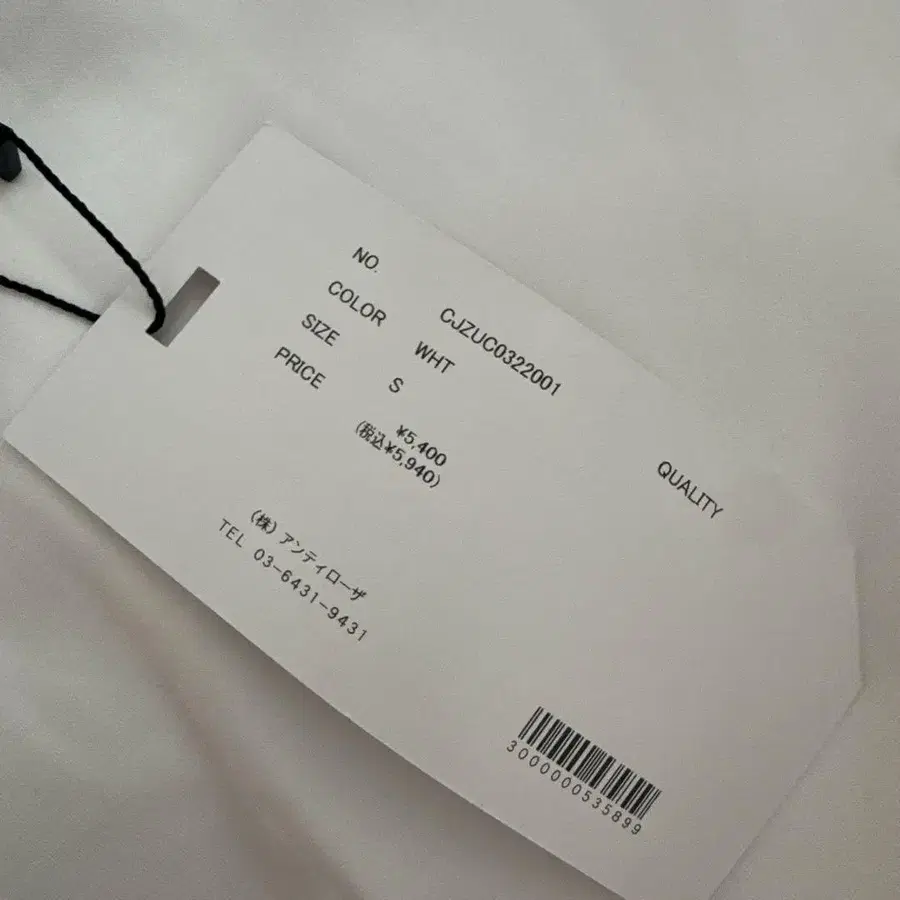 NO. CJZUC0322001
COLOR WHT
SIZE S
PRICE ¥5,400
(税込¥5,940)
QUALITY
(株)アンティローザ
TEL 03-6431-9431
3000000535899